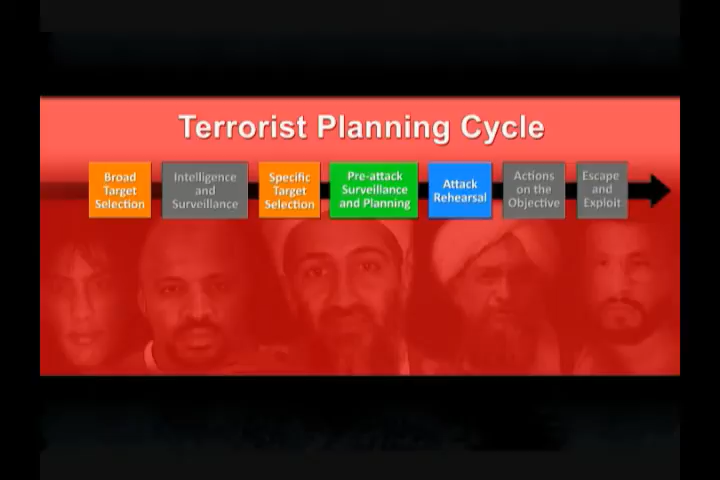 Terrorist Planning Cycle
Broad
Target
Selection
Intelligence
and
Surveillance
Specific
Target
Selection
Pre-attack
Surveillance
and Planning
Attack
Rehearsal
Actions
on the
Objective
Escape
and
Exploit